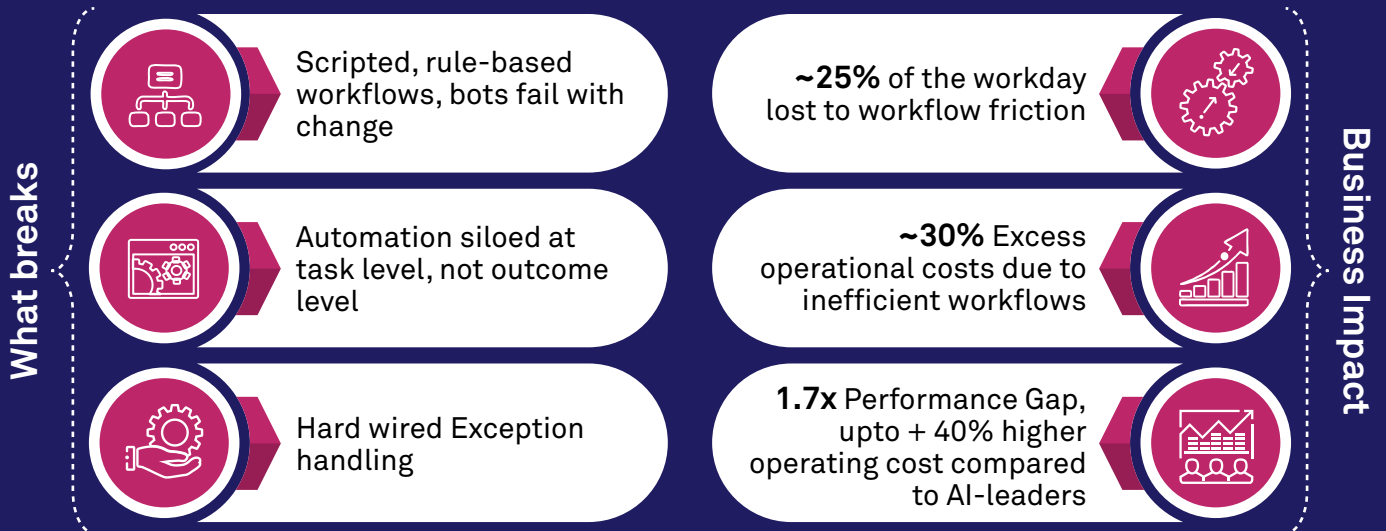 What breaks
Scripted, rule-based
workflows, bots fail with
change
Automation siloed at
task level, not outcome
level
Hard wired Exception
handling
~25% of the workday
lost to workflow friction
~30% Excess
operational costs due to
inefficient workflows
1.7x Performance Gap,
upto + 40% higher
operating cost compared
to AI-leaders
Business Impact